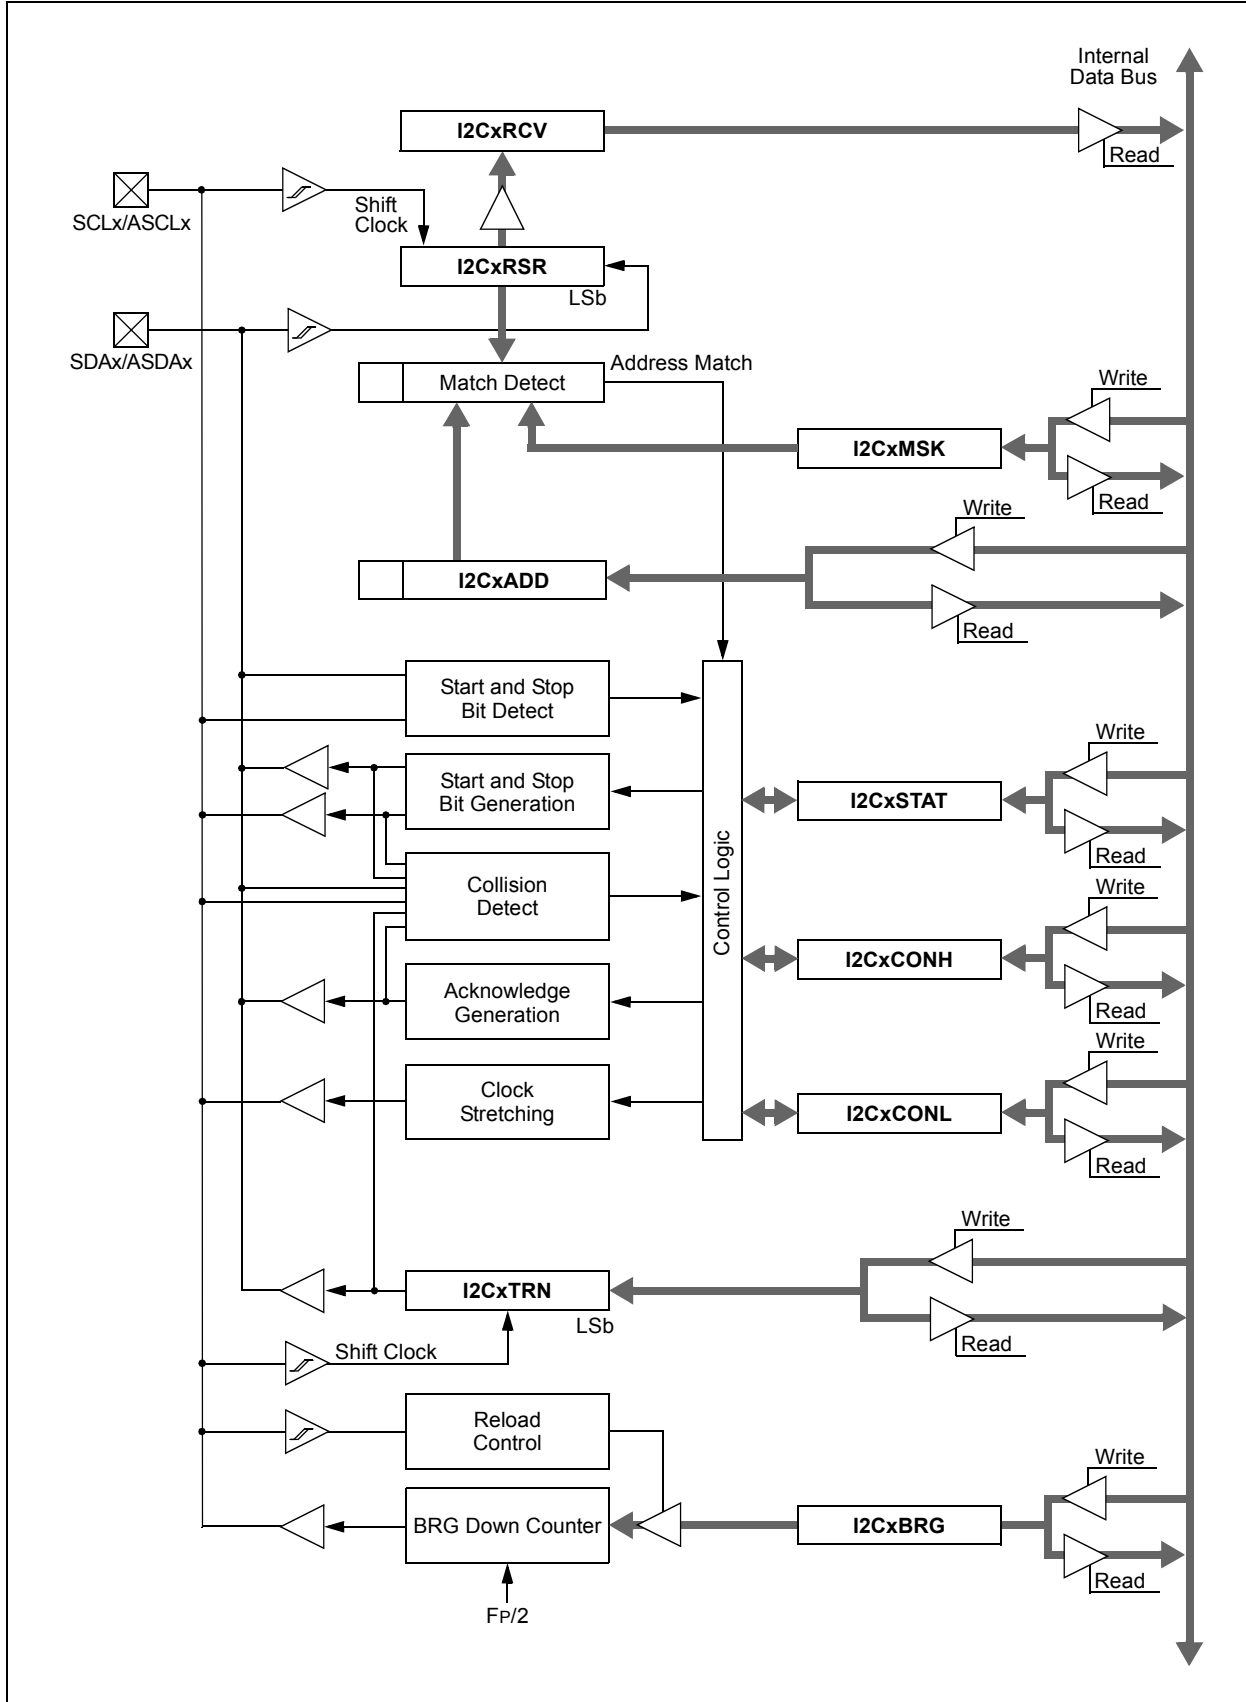 Internal
Data Bus
I2CxRCV
Read
SCLx/ASCLx
Shift
Clock
I2CxRSR
LSb
SDAx/ASDAx
Address Match
Match Detect
Write
I2CxMSK
Read
Write
I2CxADD
Read
Start and Stop
Bit Detect
Write
Start and Stop
Bit Generation
I2CxSTAT
Read
Control Logic
Write
Collision
Detect
I2CxCONH
Acknowledge
Generation
Read
Write
Clock
Stretching
I2CxCONL
Read
Write
I2CxTRN
LSb
Read
Shift Clock
Reload
Control
Write
BRG Down Counter
I2CxBRG
Read
FP/2